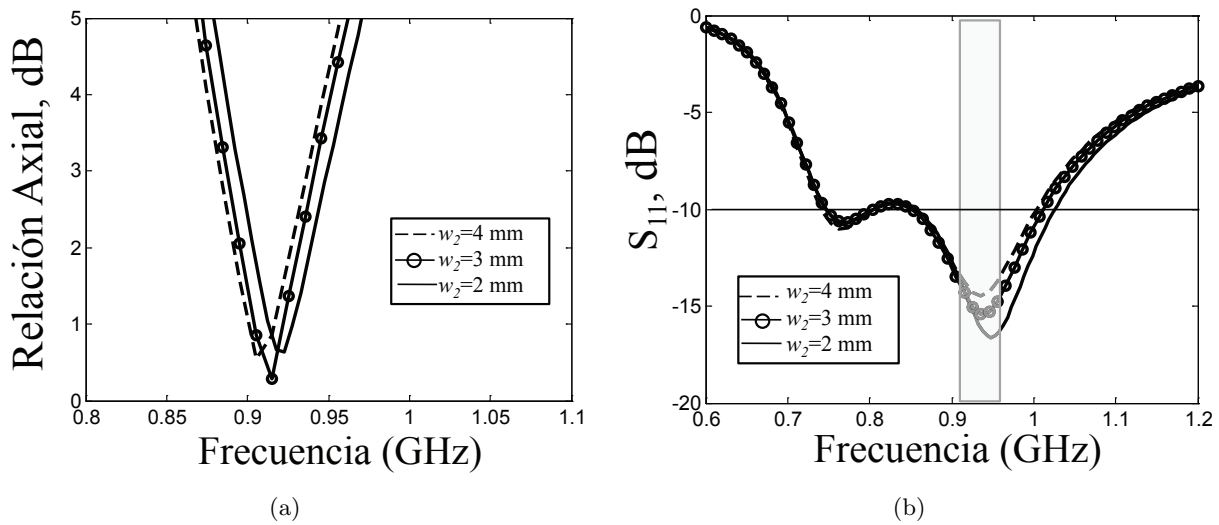 Relación Axial, dB
5
4
3
2
1
0
0.8
0.85
0.9
0.95
1
1.05
1.1
Frecuencia (GHz)
w2=4 mm
w2=3 mm
w2=2 mm
(a)
S11, dB
0
-5
-10
-15
-20
0.6
0.7
0.8
0.9
1
1.1
1.2
Frecuencia (GHz)
w2=4 mm
w2=3 mm
w2=2 mm
(b)